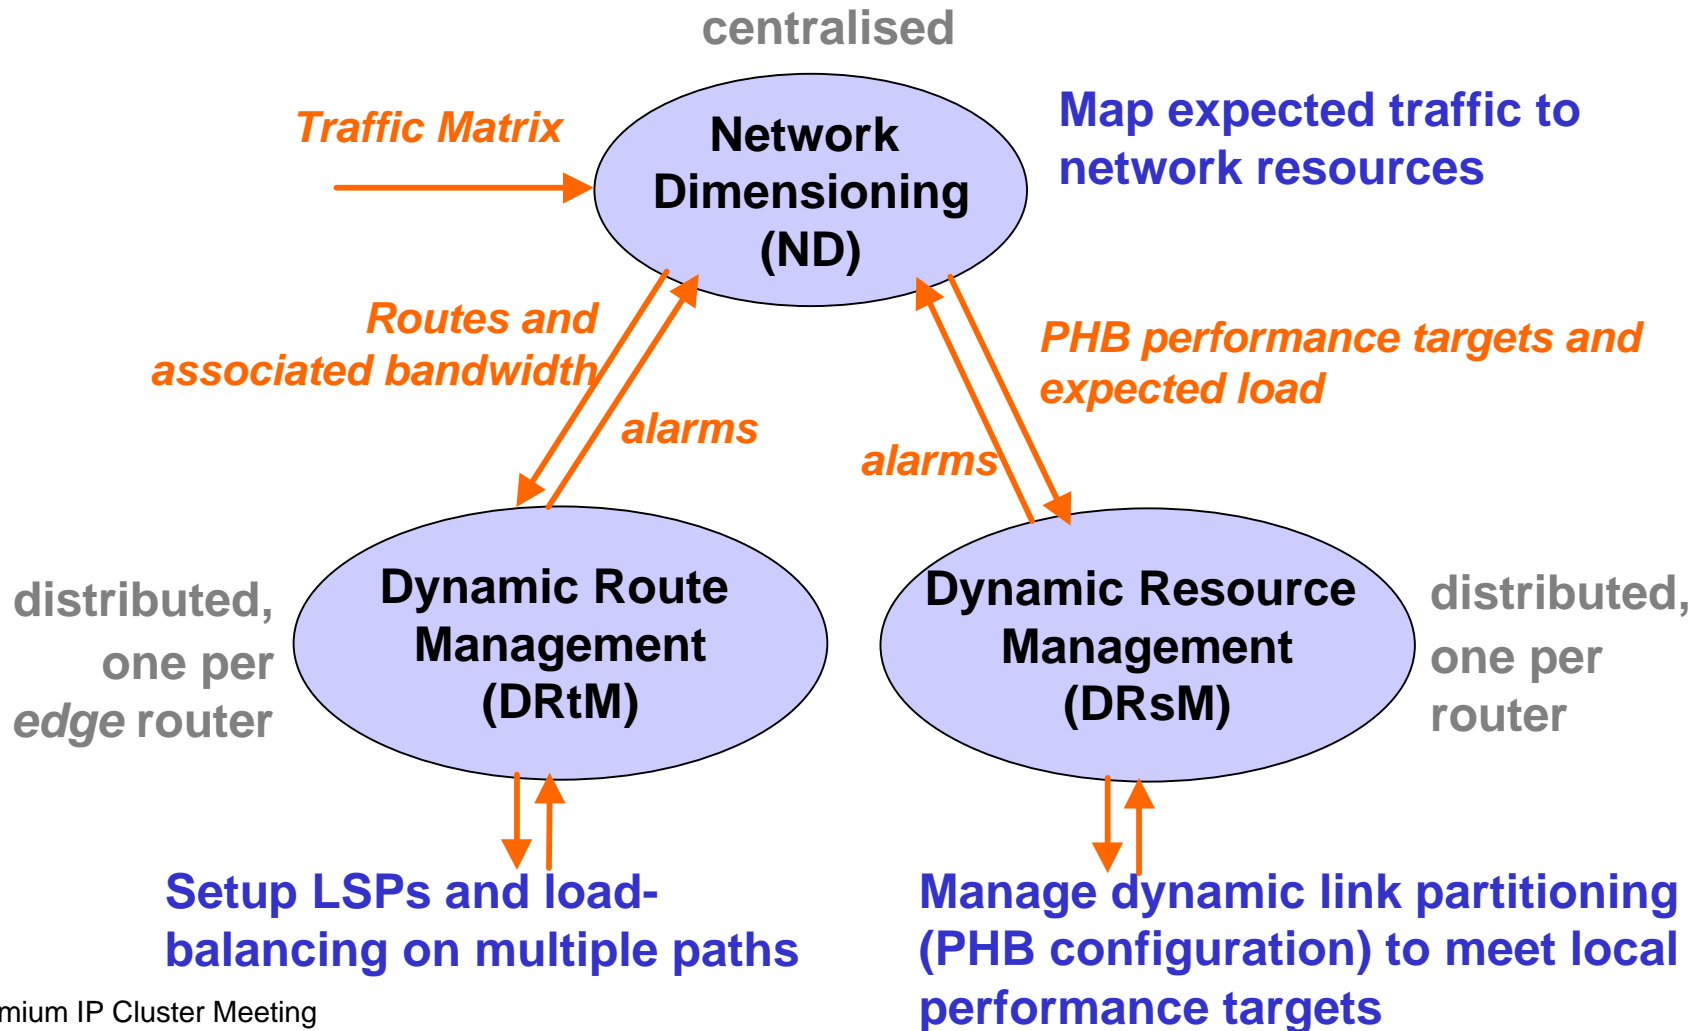 centralised
Traffic Matrix
Network
Dimensioning
(ND)
Map expected traffic to
network resources
Routes and
associated bandwidth
alarms
alarms
PHB performance targets and
expected load
distributed,
one per
edge router
Dynamic Route
Management
(DRtM)
Dynamic Resource
Management
(DRsM)
distributed,
one per
router
Setup LSPs and load-
balancing on multiple paths
Manage dynamic link partitioning
(PHB configuration) to meet local
performance targets
mium IP Cluster Meeting